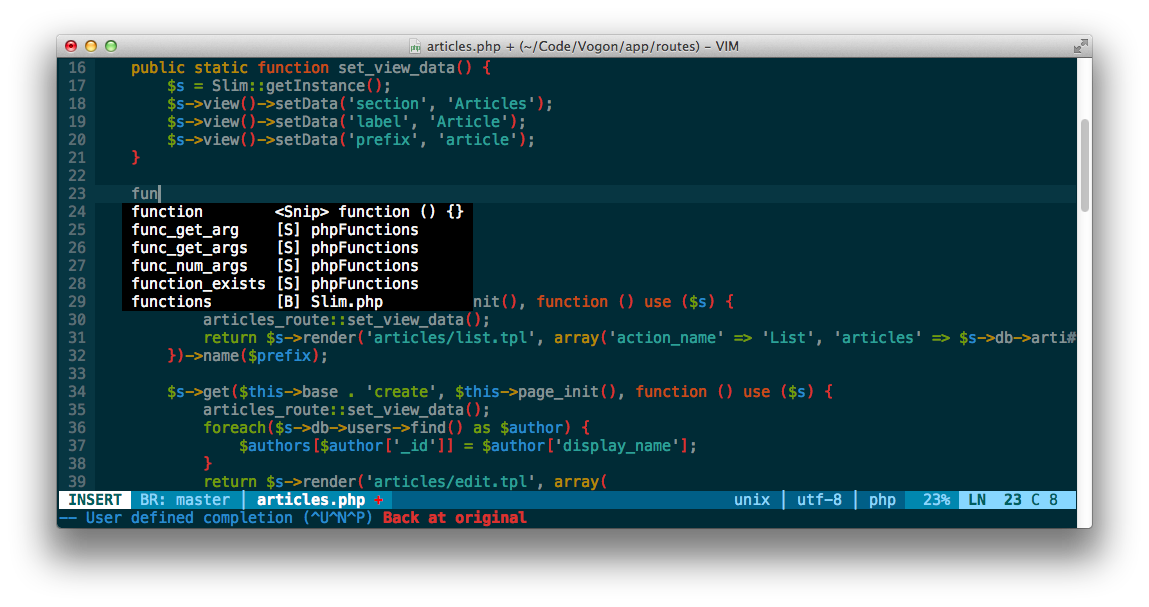 articles.php + (~/Code/Vogon/app/routes) – VIM
16 public static function set_view_data() {
17 $s = Slim::getInstance();
18 $s->view()->setData('section', 'Articles');
19 $s->view()->setData('label', 'Article');
20 $s->view()->setData('prefix', 'article');
21 }
22
23 fun
24 function <Snip> function () {}
25 func_get_arg [S] phpFunctions
26 func_get_args [S] phpFunctions
27 func_num_args [S] phpFunctions
28 function_exists [S] phpFunctions
29 functions [B] Slim.php nit(), function () use ($s) {
30 articles_route::set_view_data();
31 return $s->render('articles/list.tpl', array('action_name' => 'List', 'articles' => $s->db->arti#
32 })->name($prefix);
33
34 $s->get($this->base . 'create', $this->page_init(), function () use ($s) {
35 articles_route::set_view_data();
36 foreach($s->db->users->find() as $author) {
37 $authors[$author['_id']] = $author['display_name'];
38 }
39 return $s->render('articles/edit.tpl', array(
INSERT BR: master | articles.php + unix | utf-8 | php 23% LN 23 C 8
-- User defined completion (^U^N^P) Back at original